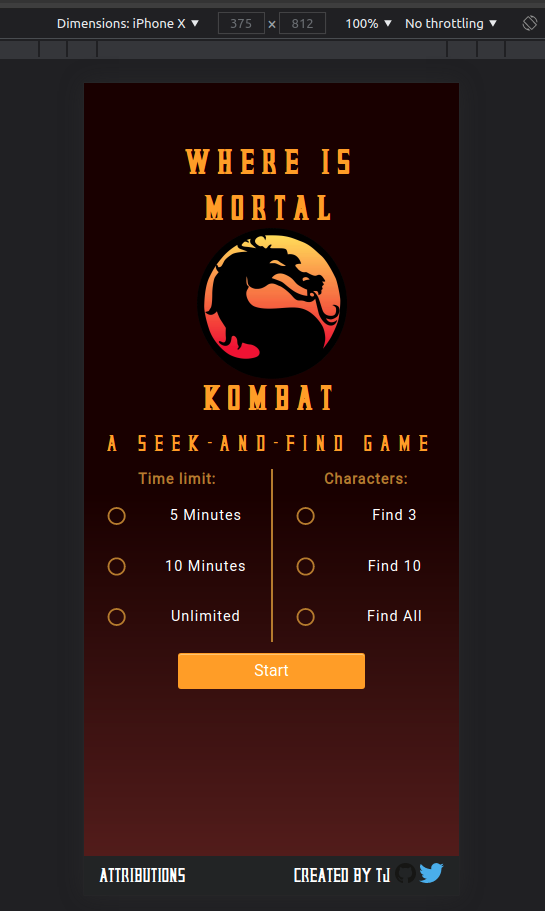 Dimensions: iPhone X ▼ 375 × 812 100% ▼ No throttling ▼
WHERE IS
MORTAL
KOMBAT
A SEEK-AND-FIND GAME
Time limit: Characters:
5 Minutes Find 3
10 Minutes Find 10
Unlimited Find All
Start
ATTRIBUTIONS CREATED BY TJ